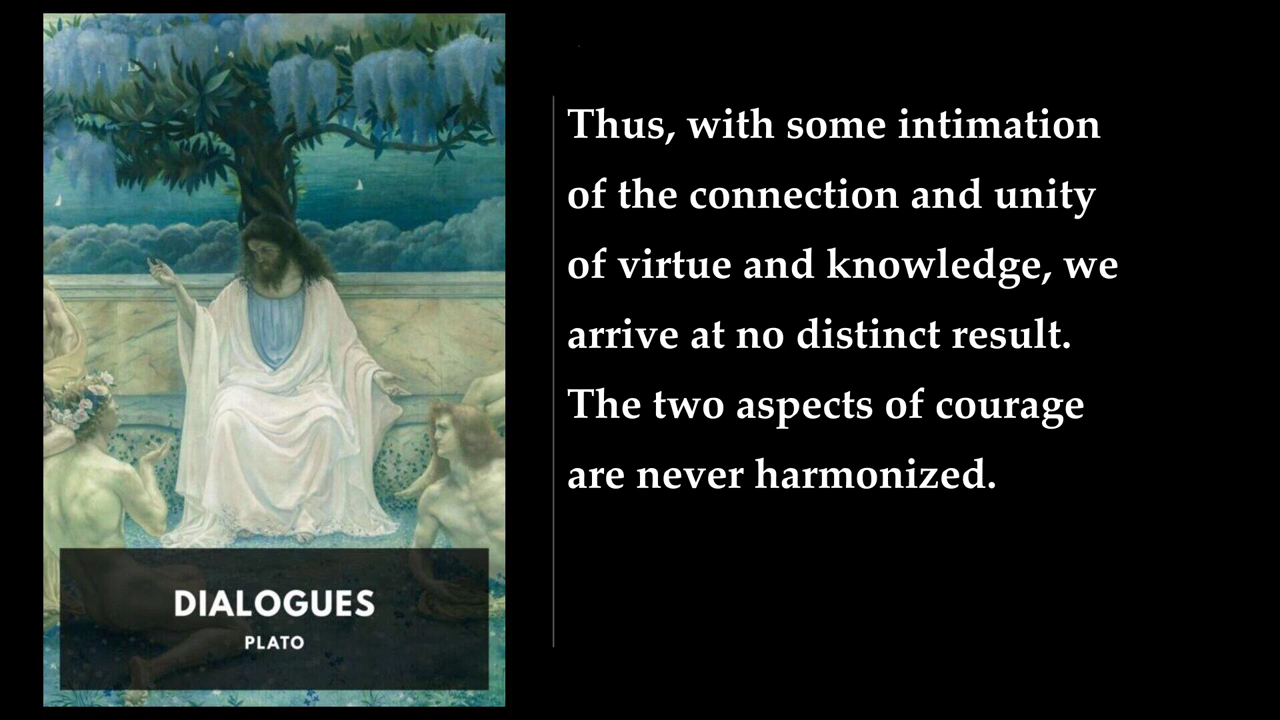 Thus, with some intimation
of the connection and unity
of virtue and knowledge, we
arrive at no distinct result.
The two aspects of courage
are never harmonized.
DIALOGUES
PLATO